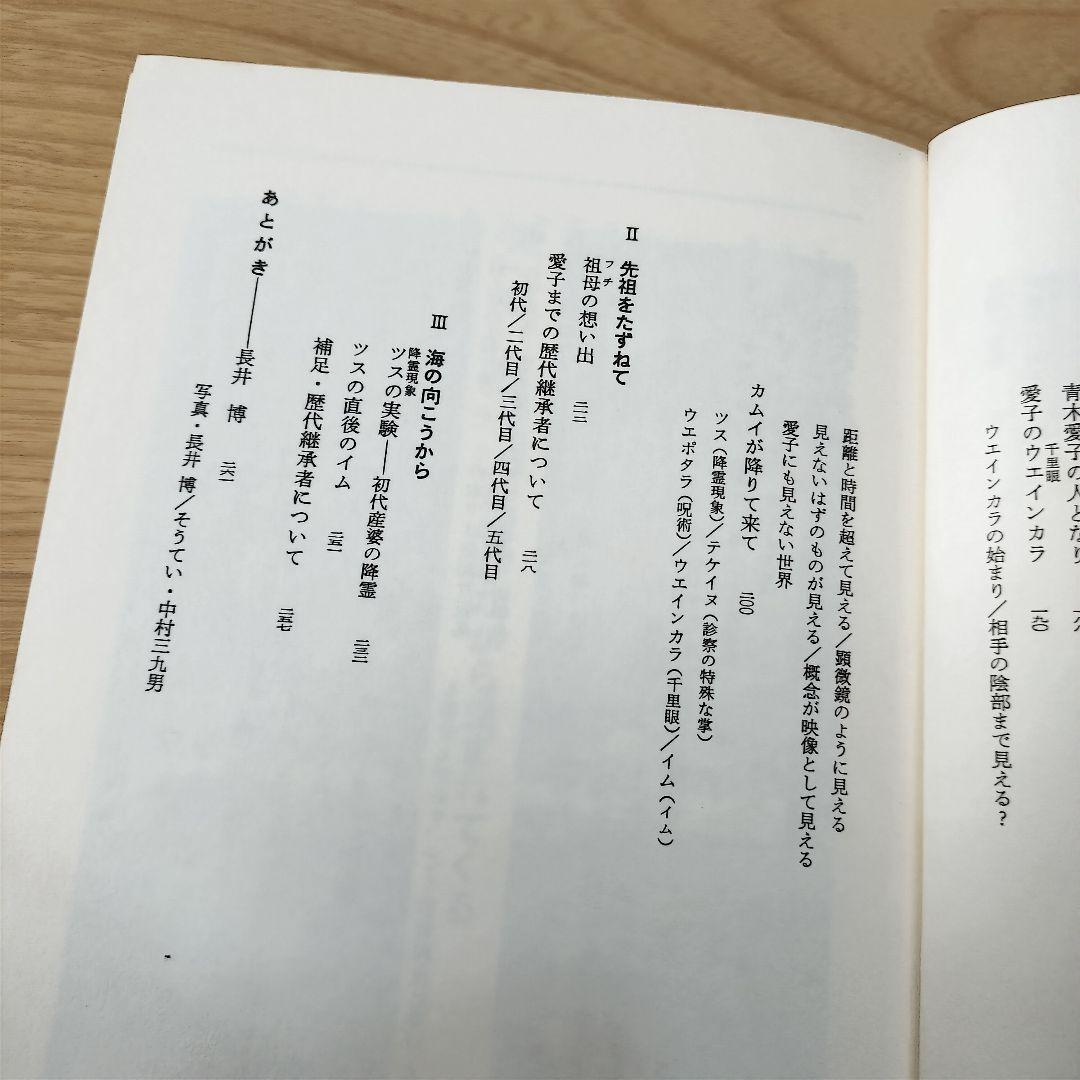 青木愛子の人となり
愛子のウエインカラ 一九〇
千里眼
ウエインカラの始まり／相手の陰部まで見える？
距離と時間を超えて見える／顕微鏡のように見える
見えないはずのものが見える／概念が映像として見える
愛子にも見えない世界
カムイが降りて来て 二〇〇
ツス（降霊現象）／テケイヌ（診察の特殊な掌）
ウエポタラ（呪術）／ウエインカラ（千里眼）／イム（イム）
Ⅱ 先祖をたずねて
フチ
祖母の想い出 二一二
愛子までの歴代継承者について 二一八
初代／二代目／三代目／四代目／五代目
Ⅲ 海の向こうから
降霊現象
ツスの実験――初代産婆の降霊 二三二
ツスの直後のイム 二五一
補足・歴代継承者について 二五七
あとがき――長井 博 二六一
写真・長井 博／そうてい・中村三九男